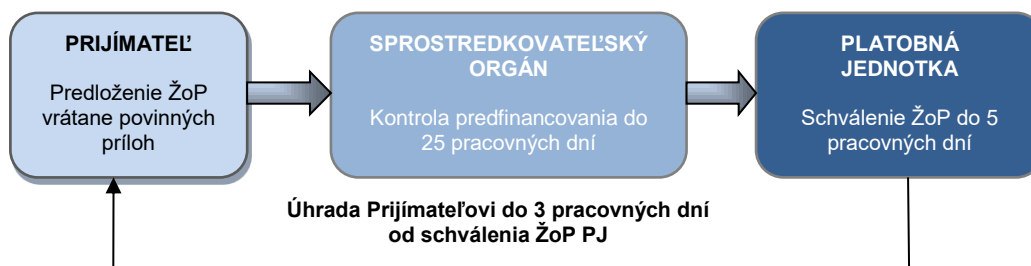 PRIJÍMATEĽ
Predloženie ŽoP
vrátane povinných
príloh
SPROSTREDKOVATEĽSKÝ
ORGÁN
Kontrola predfinancovania do
25 pracovných dní
PLATOBNÁ
JEDNOTKA
Schválenie ŽoP do 5
pracovných dní
Úhrada Prijímateľovi do 3 pracovných dní
od schválenia ŽoP PJ